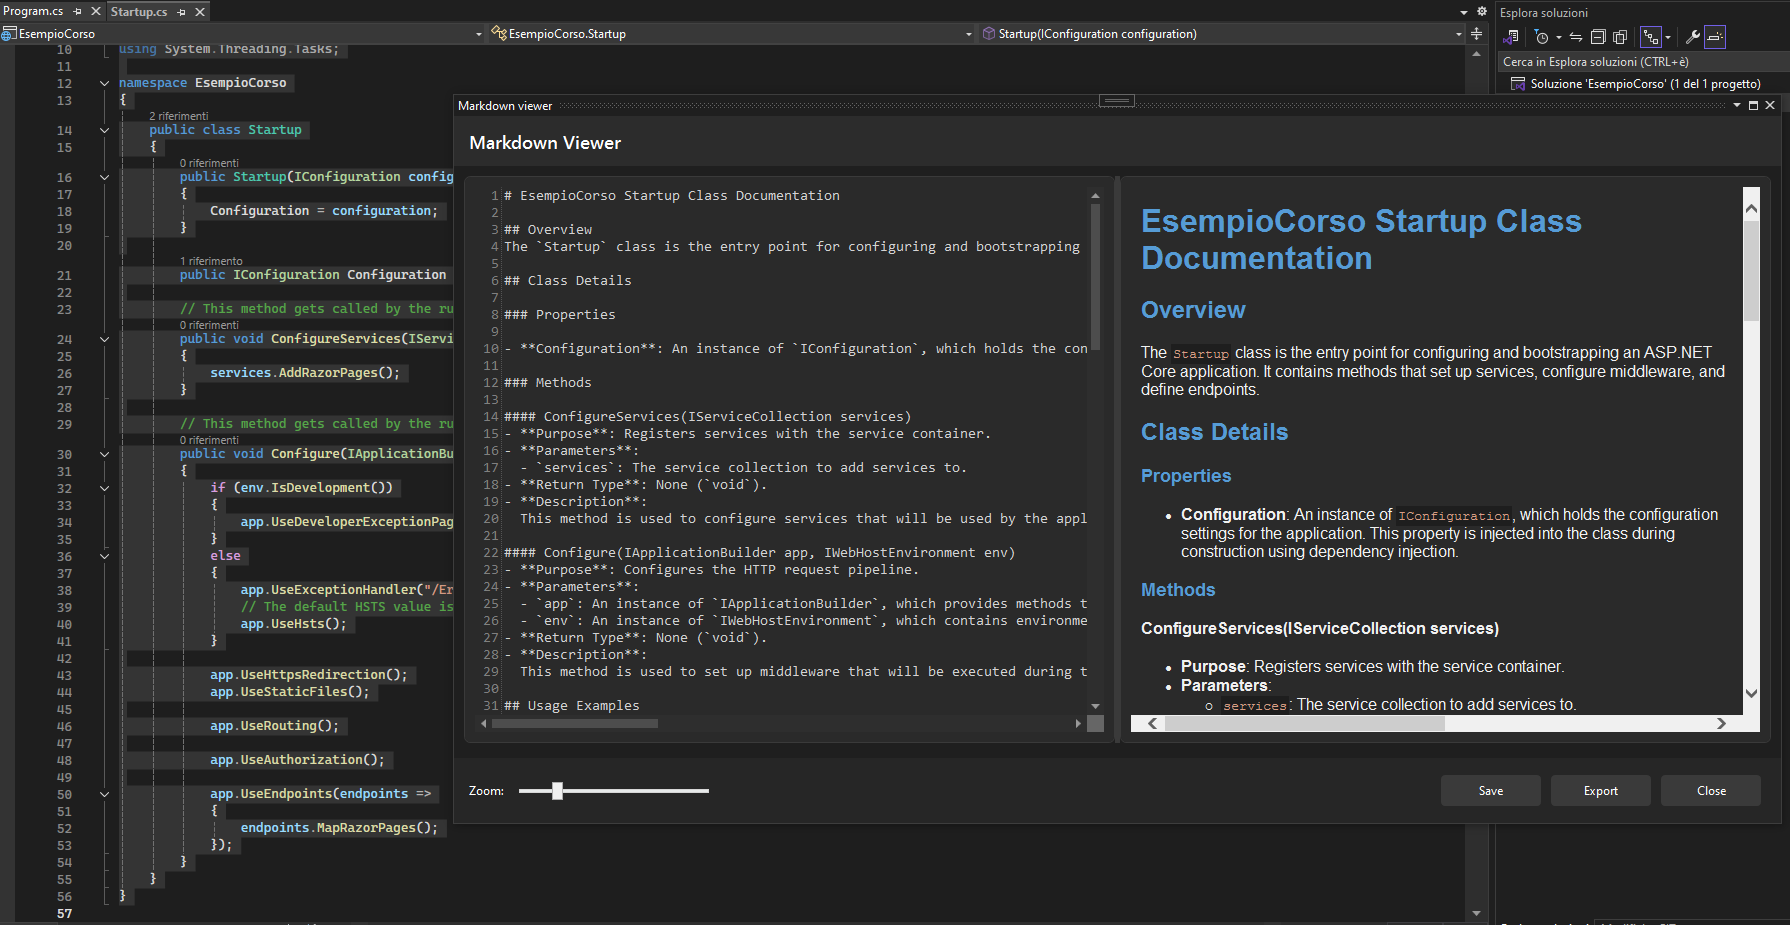 Program.cs
Startup.cs
EsempioCorso
EsempioCorso.Startup
Startup(IConfiguration configuration)
10 using System.Threading.Tasks;
11
12 namespace EsempioCorso
13 {
2 riferimenti
14 public class Startup
15 {
0 riferimenti
16 public Startup(IConfiguration config
17 {
18 Configuration = configuration;
19 }
20
1 riferimento
21 public IConfiguration Configuration
22
23 // This method gets called by the ru
0 riferimenti
24 public void ConfigureServices(IServi
25 {
26 services.AddRazorPages();
27 }
28
29 // This method gets called by the ru
0 riferimenti
30 public void Configure(IApplicationBu
31 {
32 if (env.IsDevelopment())
33 {
34 app.UseDeveloperExceptionPag
35 }
36 else
37 {
38 app.UseExceptionHandler("/Er
39 // The default HSTS value is
40 app.UseHsts();
41 }
42
43 app.UseHttpsRedirection();
44 app.UseStaticFiles();
45
46 app.UseRouting();
47
48 app.UseAuthorization();
49
50 app.UseEndpoints(endpoints =>
51 {
52 endpoints.MapRazorPages();
53 });
54 }
55 }
56 }
57
Esplora soluzioni
Cerca in Esplora soluzioni (CTRL+è)
Soluzione 'EsempioCorso' (1 del 1 progetto)
Markdown viewer
Markdown Viewer
1 # EsempioCorso Startup Class Documentation
2
3 ## Overview
4 The `Startup` class is the entry point for configuring and bootstrapping
5
6 ## Class Details
7
8 ### Properties
9
10 - **Configuration**: An instance of `IConfiguration`, which holds the con
11
12 ### Methods
13
14 #### ConfigureServices(IServiceCollection services)
15 - **Purpose**: Registers services with the service container.
16 - **Parameters**:
17 - `services`: The service collection to add services to.
18 - **Return Type**: None (`void`).
19 - **Description**:
20 This method is used to configure services that will be used by the appl
21
22 #### Configure(IApplicationBuilder app, IWebHostEnvironment env)
23 - **Purpose**: Configures the HTTP request pipeline.
24 - **Parameters**:
25 - `app`: An instance of `IApplicationBuilder`, which provides methods t
26 - `env`: An instance of `IWebHostEnvironment`, which contains environme
27 - **Return Type**: None (`void`).
28 - **Description**:
29 This method is used to set up middleware that will be executed during t
30
31 ## Usage Examples
EsempioCorso Startup Class
Documentation
Overview
The Startup class is the entry point for configuring and bootstrapping an ASP.NET
Core application. It contains methods that set up services, configure middleware, and
define endpoints.
Class Details
Properties
• Configuration: An instance of IConfiguration, which holds the configuration
settings for the application. This property is injected into the class during
construction using dependency injection.
Methods
ConfigureServices(IServiceCollection services)
• Purpose: Registers services with the service container.
• Parameters:
○ services: The service collection to add services to.
Zoom:
Save
Export
Close